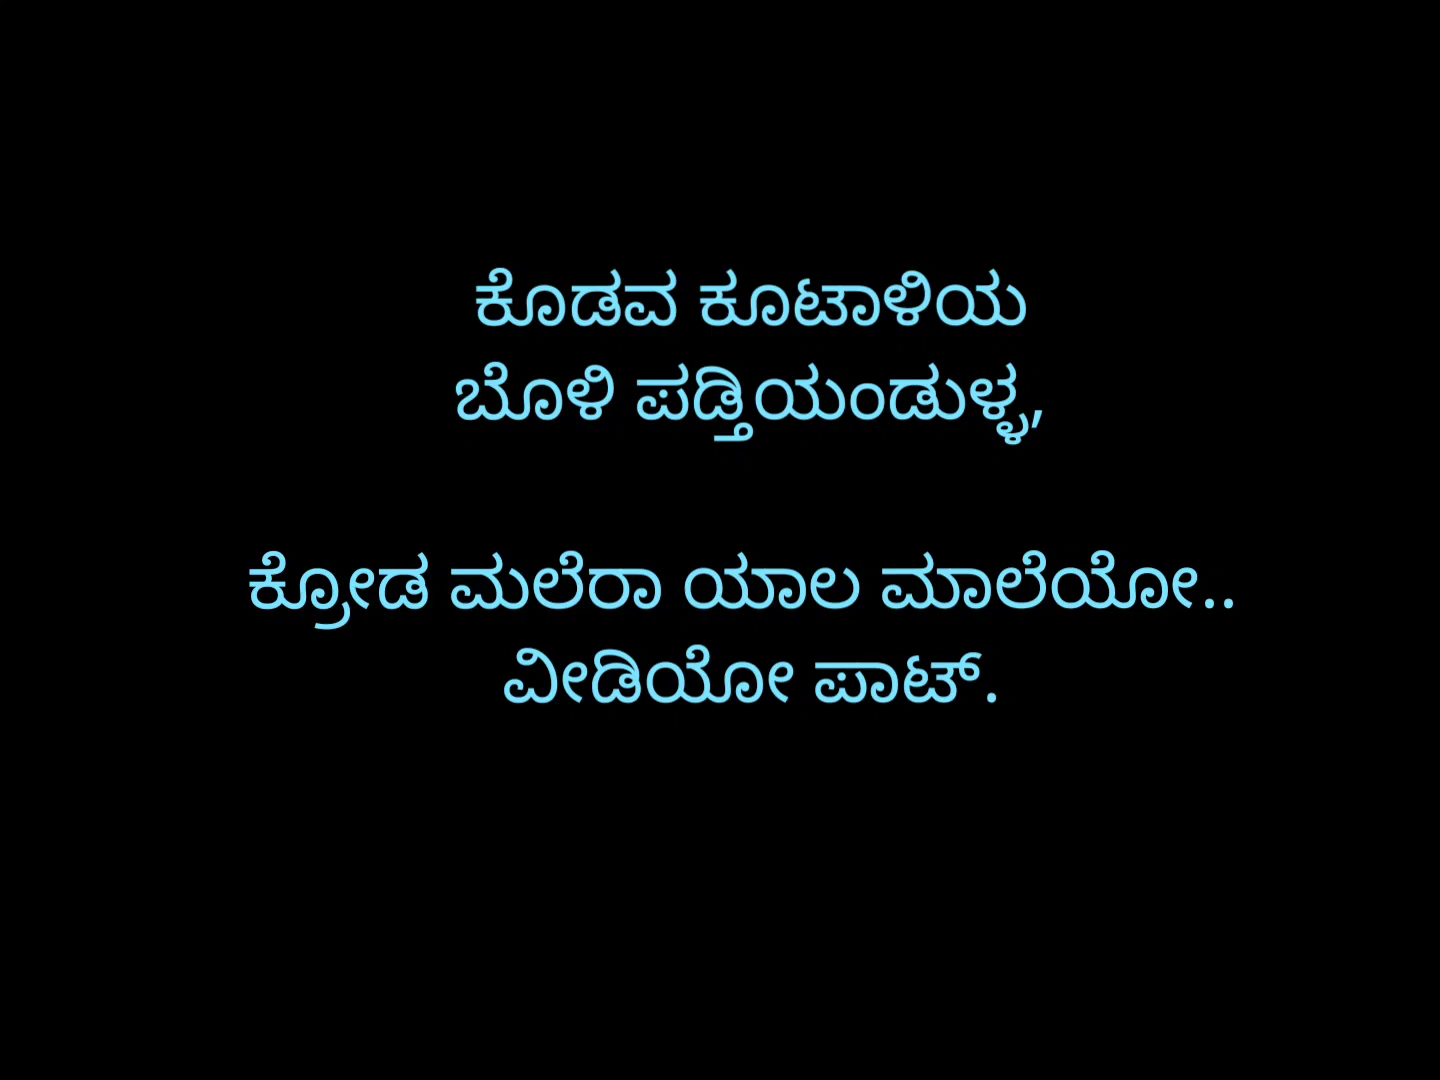 ಕೊಡವ ಕೂಟಾಳಿಯ
ಬೊಳಿ ಪಡ್ತಿಯಂಡುಳ್ಳ,
ಕ್ರೋಡ ಮಲೆರಾ ಯಾಲ ಮಾಲೆಯೋ..
ವೀಡಿಯೋ ಪಾಟ್.